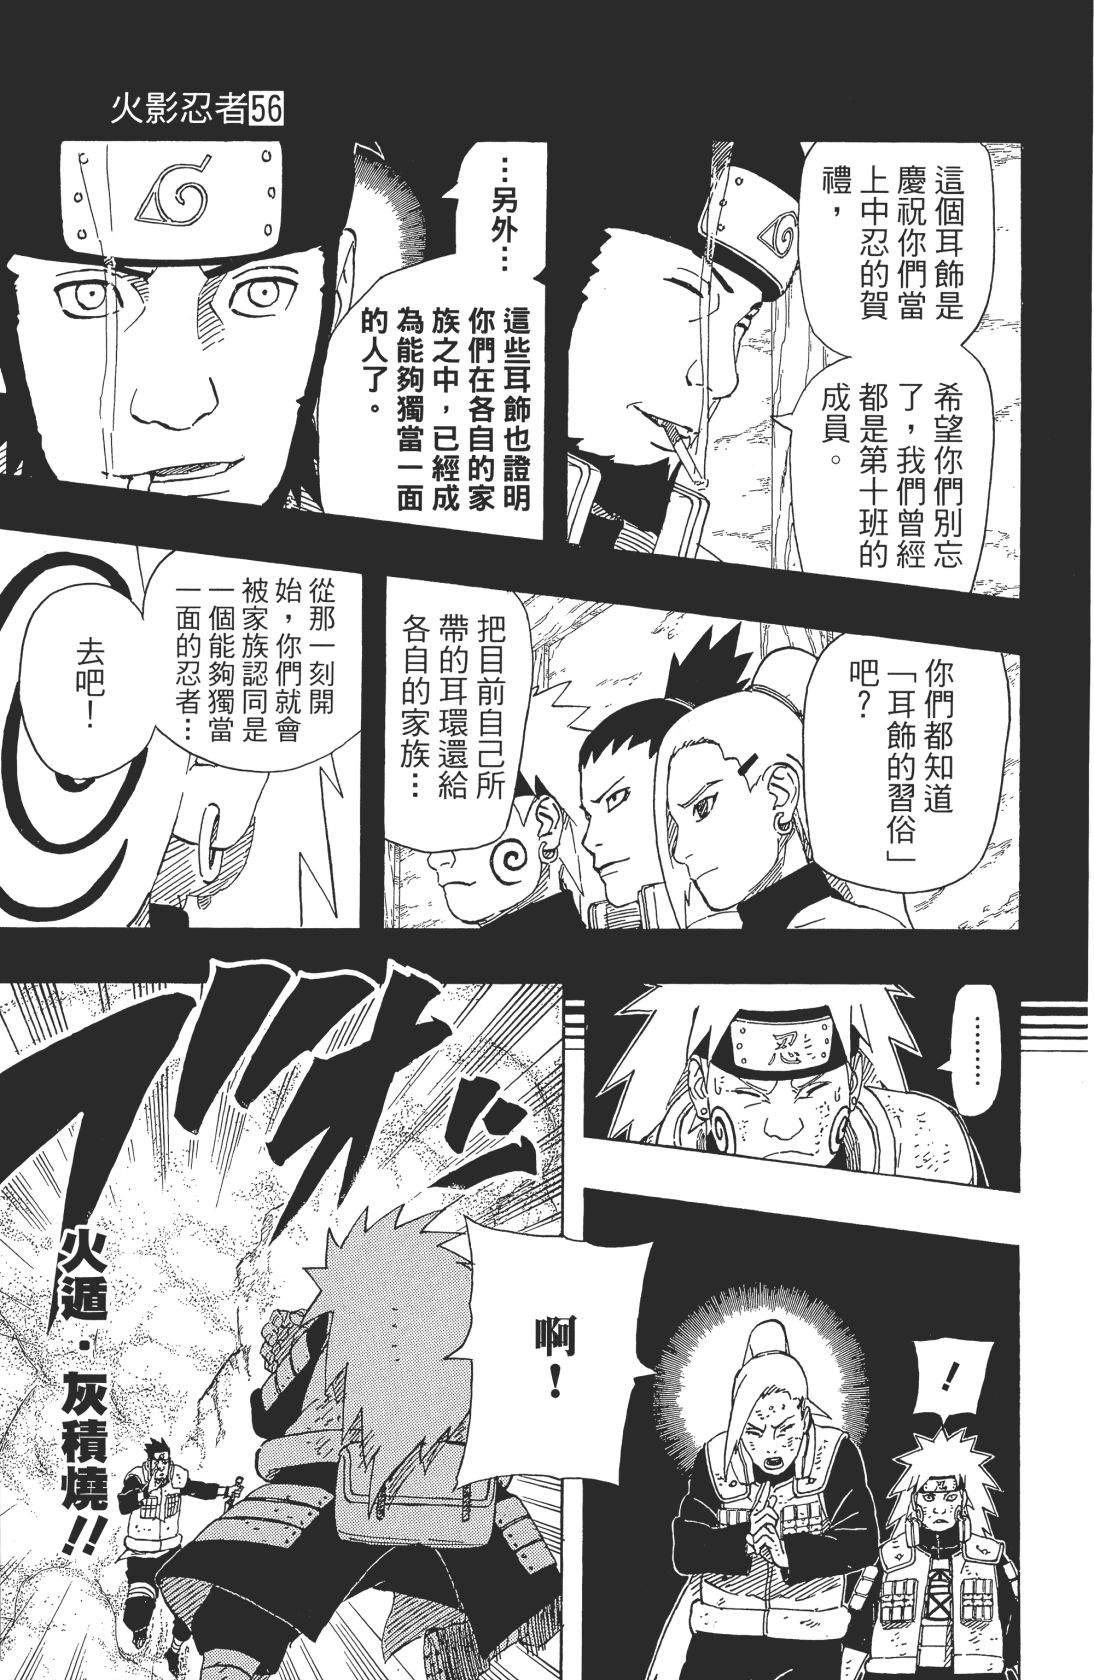 火影忍者56
這個耳飾是
慶祝你們當
上中忍的賀
禮，
希望你們別忘
了，我們曾經
都是第十班的
成員。
…另外…
這些耳飾也證明
你們在各自的家
族之中，已經成
為能夠獨當一面
的人了。
你們都知道
「耳飾的習俗」
吧？
把目前自己所
帶的耳環還給
各自的家族…
從那一刻開
始，你們就會
被家族認同是
一個能夠獨當
一面的忍者…
去吧！
………
忍
！
忍
啊！
火遁・灰積燒!!